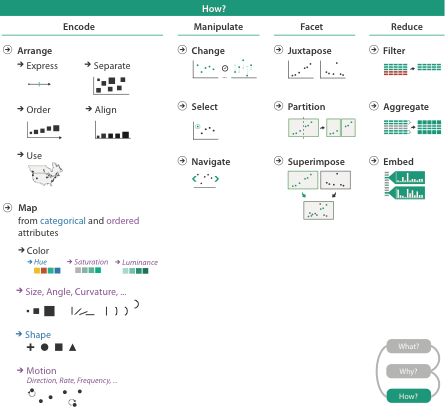 How?
Encode
Manipulate
Facet
Reduce
Arrange
Express
Separate
Order
Align
Use
Map
from categorical and ordered
attributes
Color
Hue
Saturation
Luminance
Size, Angle, Curvature, ...
Shape
Motion
Direction, Rate, Frequency, ...
Change
...
Select
Navigate
Juxtapose
Partition
Superimpose
Filter
Aggregate
Embed
What?
Why?
How?